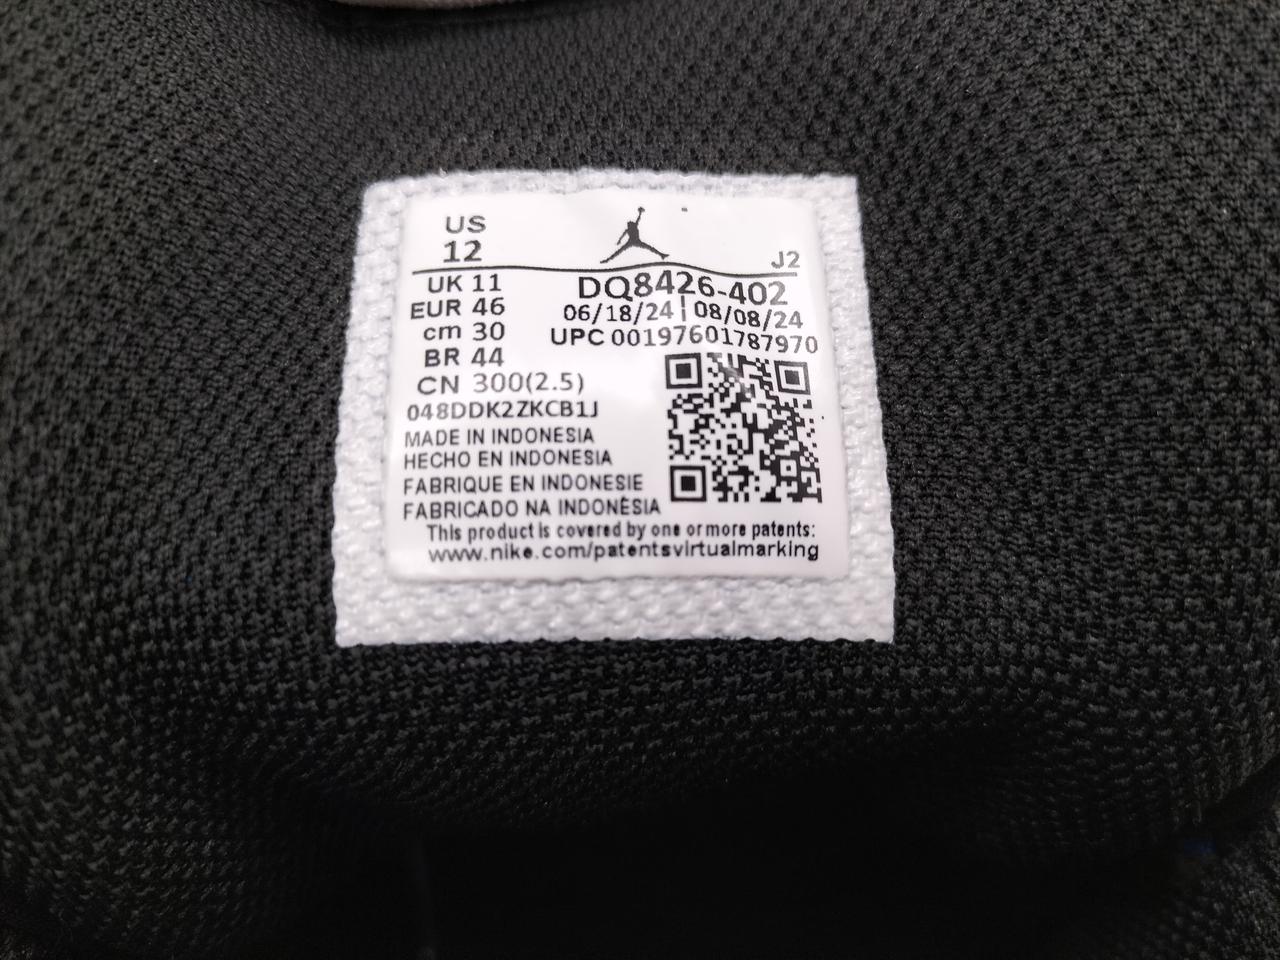 US
12
J2
UK 11
DQ8426-402
EUR 46
06/18/24 | 08/08/24
cm 30
UPC 00197601787970
BR 44
CN 300(2.5)
048DDK2ZKCB1J
MADE IN INDONESIA
HECHO EN INDONESIA
FABRIQUE EN INDONESIE
FABRICADO NA INDONÉSIA
This product is covered by one or more patents:
www.nike.com/patentsvirtualmarking